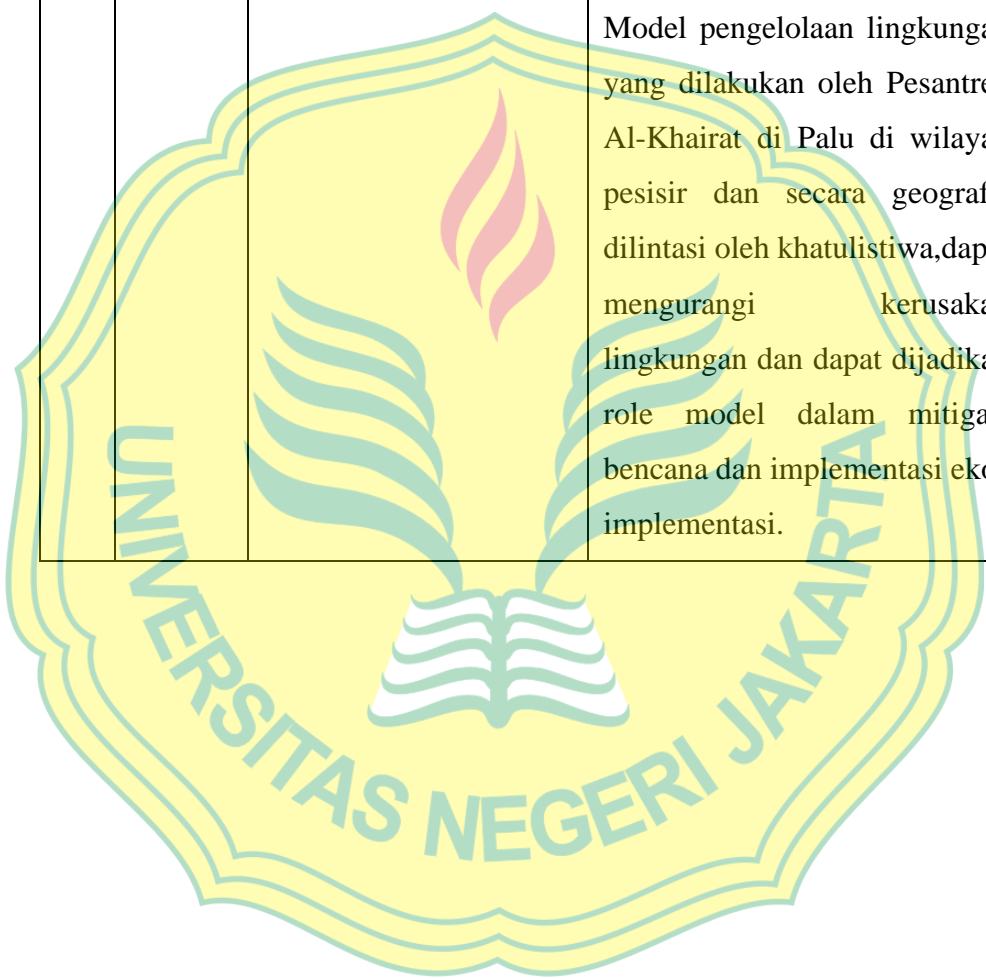 Model pengelolaan lingkunga
yang dilakukan oleh Pesantre
Al-Khairat di Palu di wilaya
pesisir dan secara geograf
dilintasi oleh khatulistiwa,dap
mengurangi kerusaka
lingkungan dan dapat dijadika
role model dalam mitiga
bencana dan implementasi eko
implementasi.
UNIVERSITAS NEGERI JAKARTA